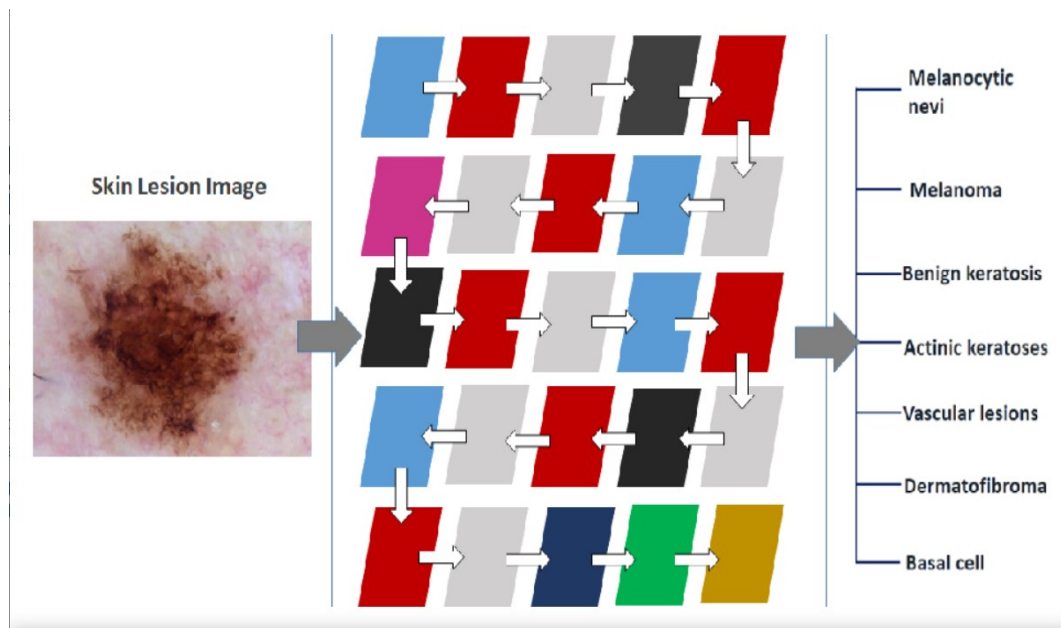 Skin Lesion Image
Melanocytic
nevi
Melanoma
Benign keratosis
Actinic keratoses
Vascular lesions
Dermatofibroma
Basal cell